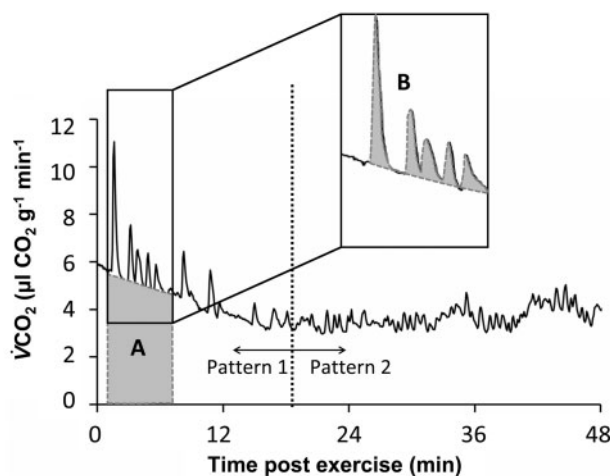 B
12
10
8
6
4
2
0
V̇CO₂ (µl CO₂ g⁻¹ min⁻¹)
A
Pattern 1
Pattern 2
0
12
24
36
48
Time post exercise (min)